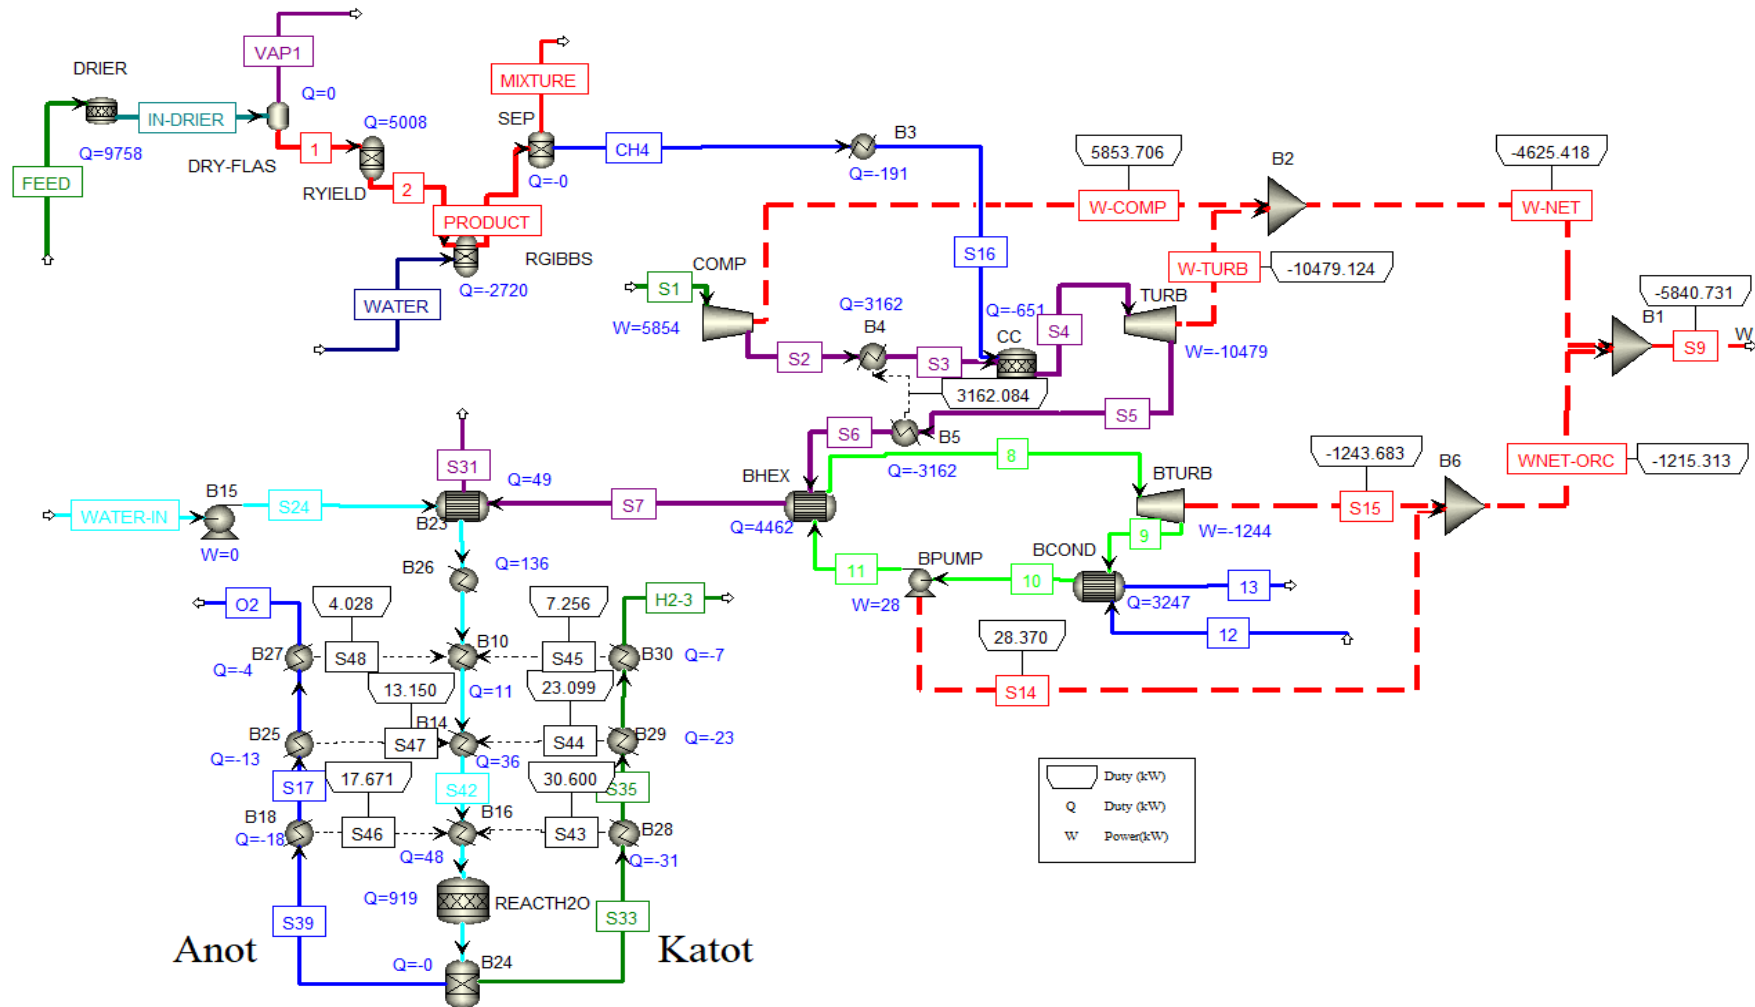 VAP1
DRIER
Q=0
MIXTURE
IN-DRIER
Q=9758
FEED
DRY-FLAS
1
Q=5008
RYIELD
2
SEP
Q=-0
PRODUCT
RGIBBS
Q=-2720
WATER
CH4
B3
Q=-191
S16
5853.706
W-COMP
B2
-4625.418
W-NET
W-TURB
-10479.124
COMP
S1
W=5854
Q=3162
B4
S2
S3
Q=-651
CC
S4
TURB
W=-10479
3162.084
S5
S6
B5
Q=-3162
-5840.731
B1
S9
W
S31
Q=49
WATER-IN
B15
S24
W=0
B23
S7
BHEX
Q=4462
8
BTURB
W=-1244
9
-1243.683
S15
B6
WNET-ORC
-1215.313
11
BPUMP
W=28
10
BCOND
Q=3247
13
12
28.370
S14
B26
Q=136
O2
4.028
7.256
H2-3
B27
S48
B10
S45
B30
Q=-4
Q=-7
13.150
Q=11
23.099
B25
S47
B14
S44
B29
Q=-13
Q=36
Q=-23
S17
17.671
S42
30.600
S35
B18
Q=-18
S46
B16
S43
B28
Q=48
Q=-31
Q=919
REACTH2O
S39
S33
Anot
Katot
Q=-0
B24
Duty (kW)
Q Duty (kW)
W Power(kW)